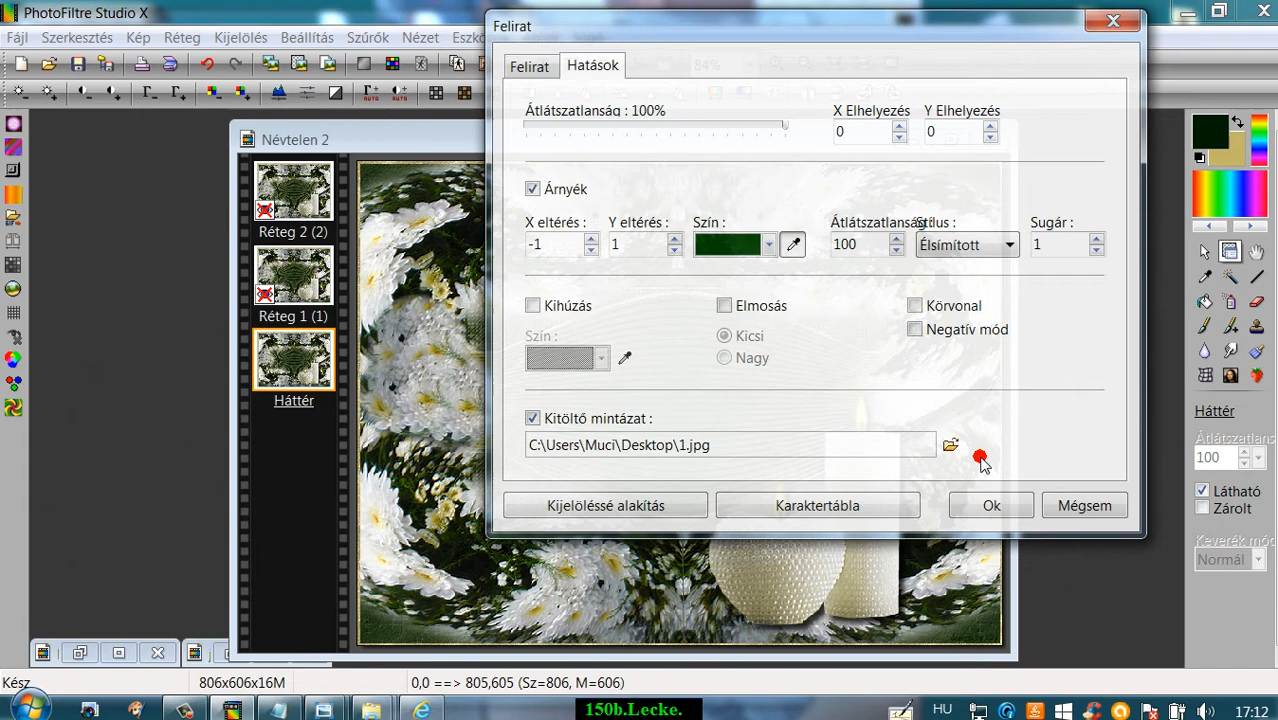 PhotoFiltre Studio X
Fájl Szerkesztés Kép Réteg Kijelölés Beállítás Szűrők Nézet
Felirat
Felirat Hatások
Átlátszatlanság : 100%
X Elhelyezés Y Elhelyezés
0 0
Árnyék
X eltérés : Y eltérés : Szín : Átlátszatlanság Stílus : Sugár :
-1 1 100 Élsimított 1
Kihúzás Elmosás Körvonal
Szín : Kicsi Negatív mód
Nagy
Kitöltő mintázat :
C:\Users\Muci\Desktop\1.jpg
Kijelöléssé alakítás Karaktertábla Ok Mégsem
Névtelen 2
Réteg 2 (2)
Réteg 1 (1)
Háttér
Háttér
Átlátszatlans
100
Látható
Zárolt
Keverék mód
Normál
Kész 806x606x16M 0,0 ==> 805,605 (Sz=806, M=606)
150b.Lecke.
HU 17:12